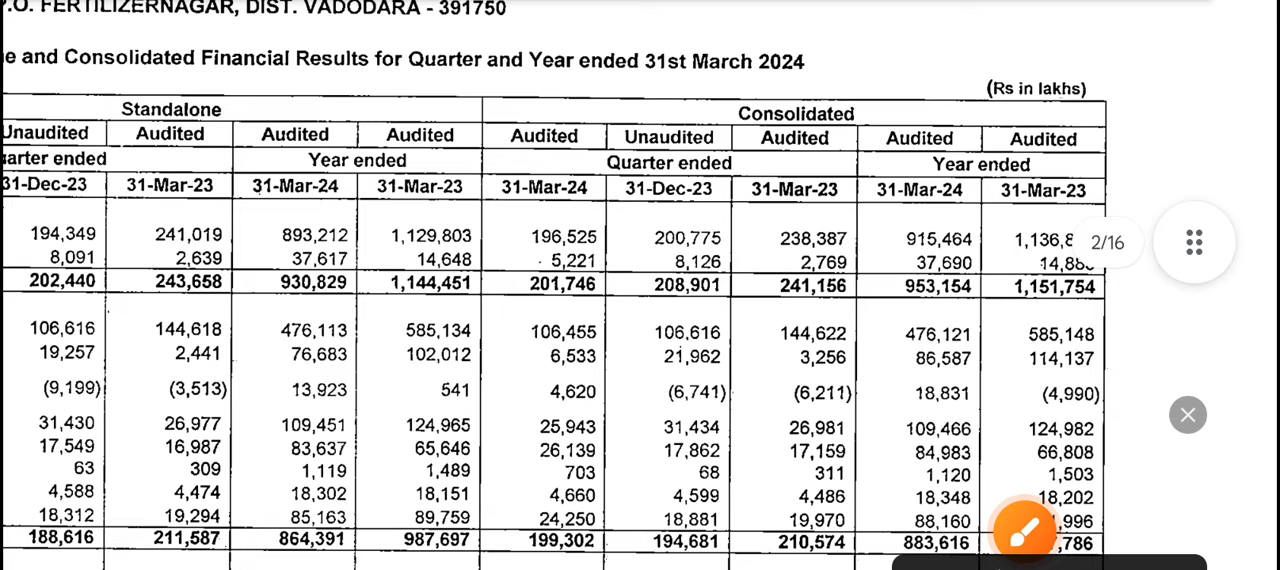 P.O. FERTILIZERNAGAR, DIST. VADODARA - 391750
and Consolidated Financial Results for Quarter and Year ended 31st March 2024
(Rs in lakhs)
Standalone Consolidated
Unaudited Audited Audited Audited Audited Unaudited Audited Audited Audited
ended Year ended Quarter ended Year ended
31-Dec-23 31-Mar-23 31-Mar-24 31-Mar-23 31-Mar-24 31-Dec-23 31-Mar-23 31-Mar-24 31-Mar-23
194,349 241,019 893,212 1,129,803 196,525 200,775 238,387 915,464
8,091 2,639 37,617 14,648 5,221 8,126 2,769 37,690
202,440 243,658 930,829 1,144,451 201,746 208,901 241,156 953,154 1,151,754
106,616 144,618 476,113 585,134 106,455 106,616 144,622 476,121 585,148
19,257 2,441 76,683 102,012 6,533 21,962 3,256 86,587 114,137
(9,199) (3,513) 13,923 541 4,620 (6,741) (6,211) 18,831 (4,990)
31,430 26,977 109,451 124,965 25,943 31,434 26,981 109,466 124,982
17,549 16,987 83,637 65,646 26,139 17,862 17,159 84,983 66,808
63 309 1,119 1,489 703 68 311 1,120 1,503
4,588 4,474 18,302 18,151 4,660 4,599 4,486 18,348 18,202
18,312 19,294 85,163 89,759 24,250 18,881 19,970 88,160
188,616 211,587 864,391 987,697 199,302 194,681 210,574 883,616
2/16